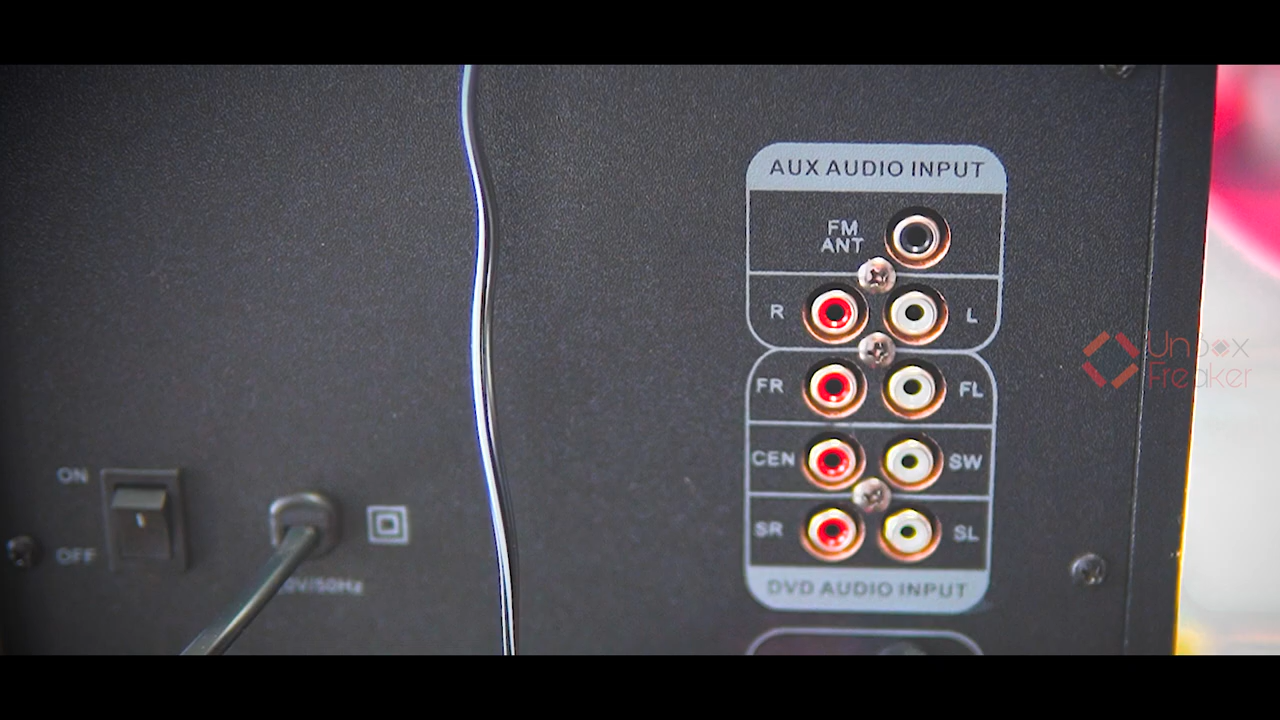 AUX AUDIO INPUT
FM
ANT
R L
FR FL
CEN SW
SR SL
DVD AUDIO INPUT
ON
OFF
Unbox
Freaker